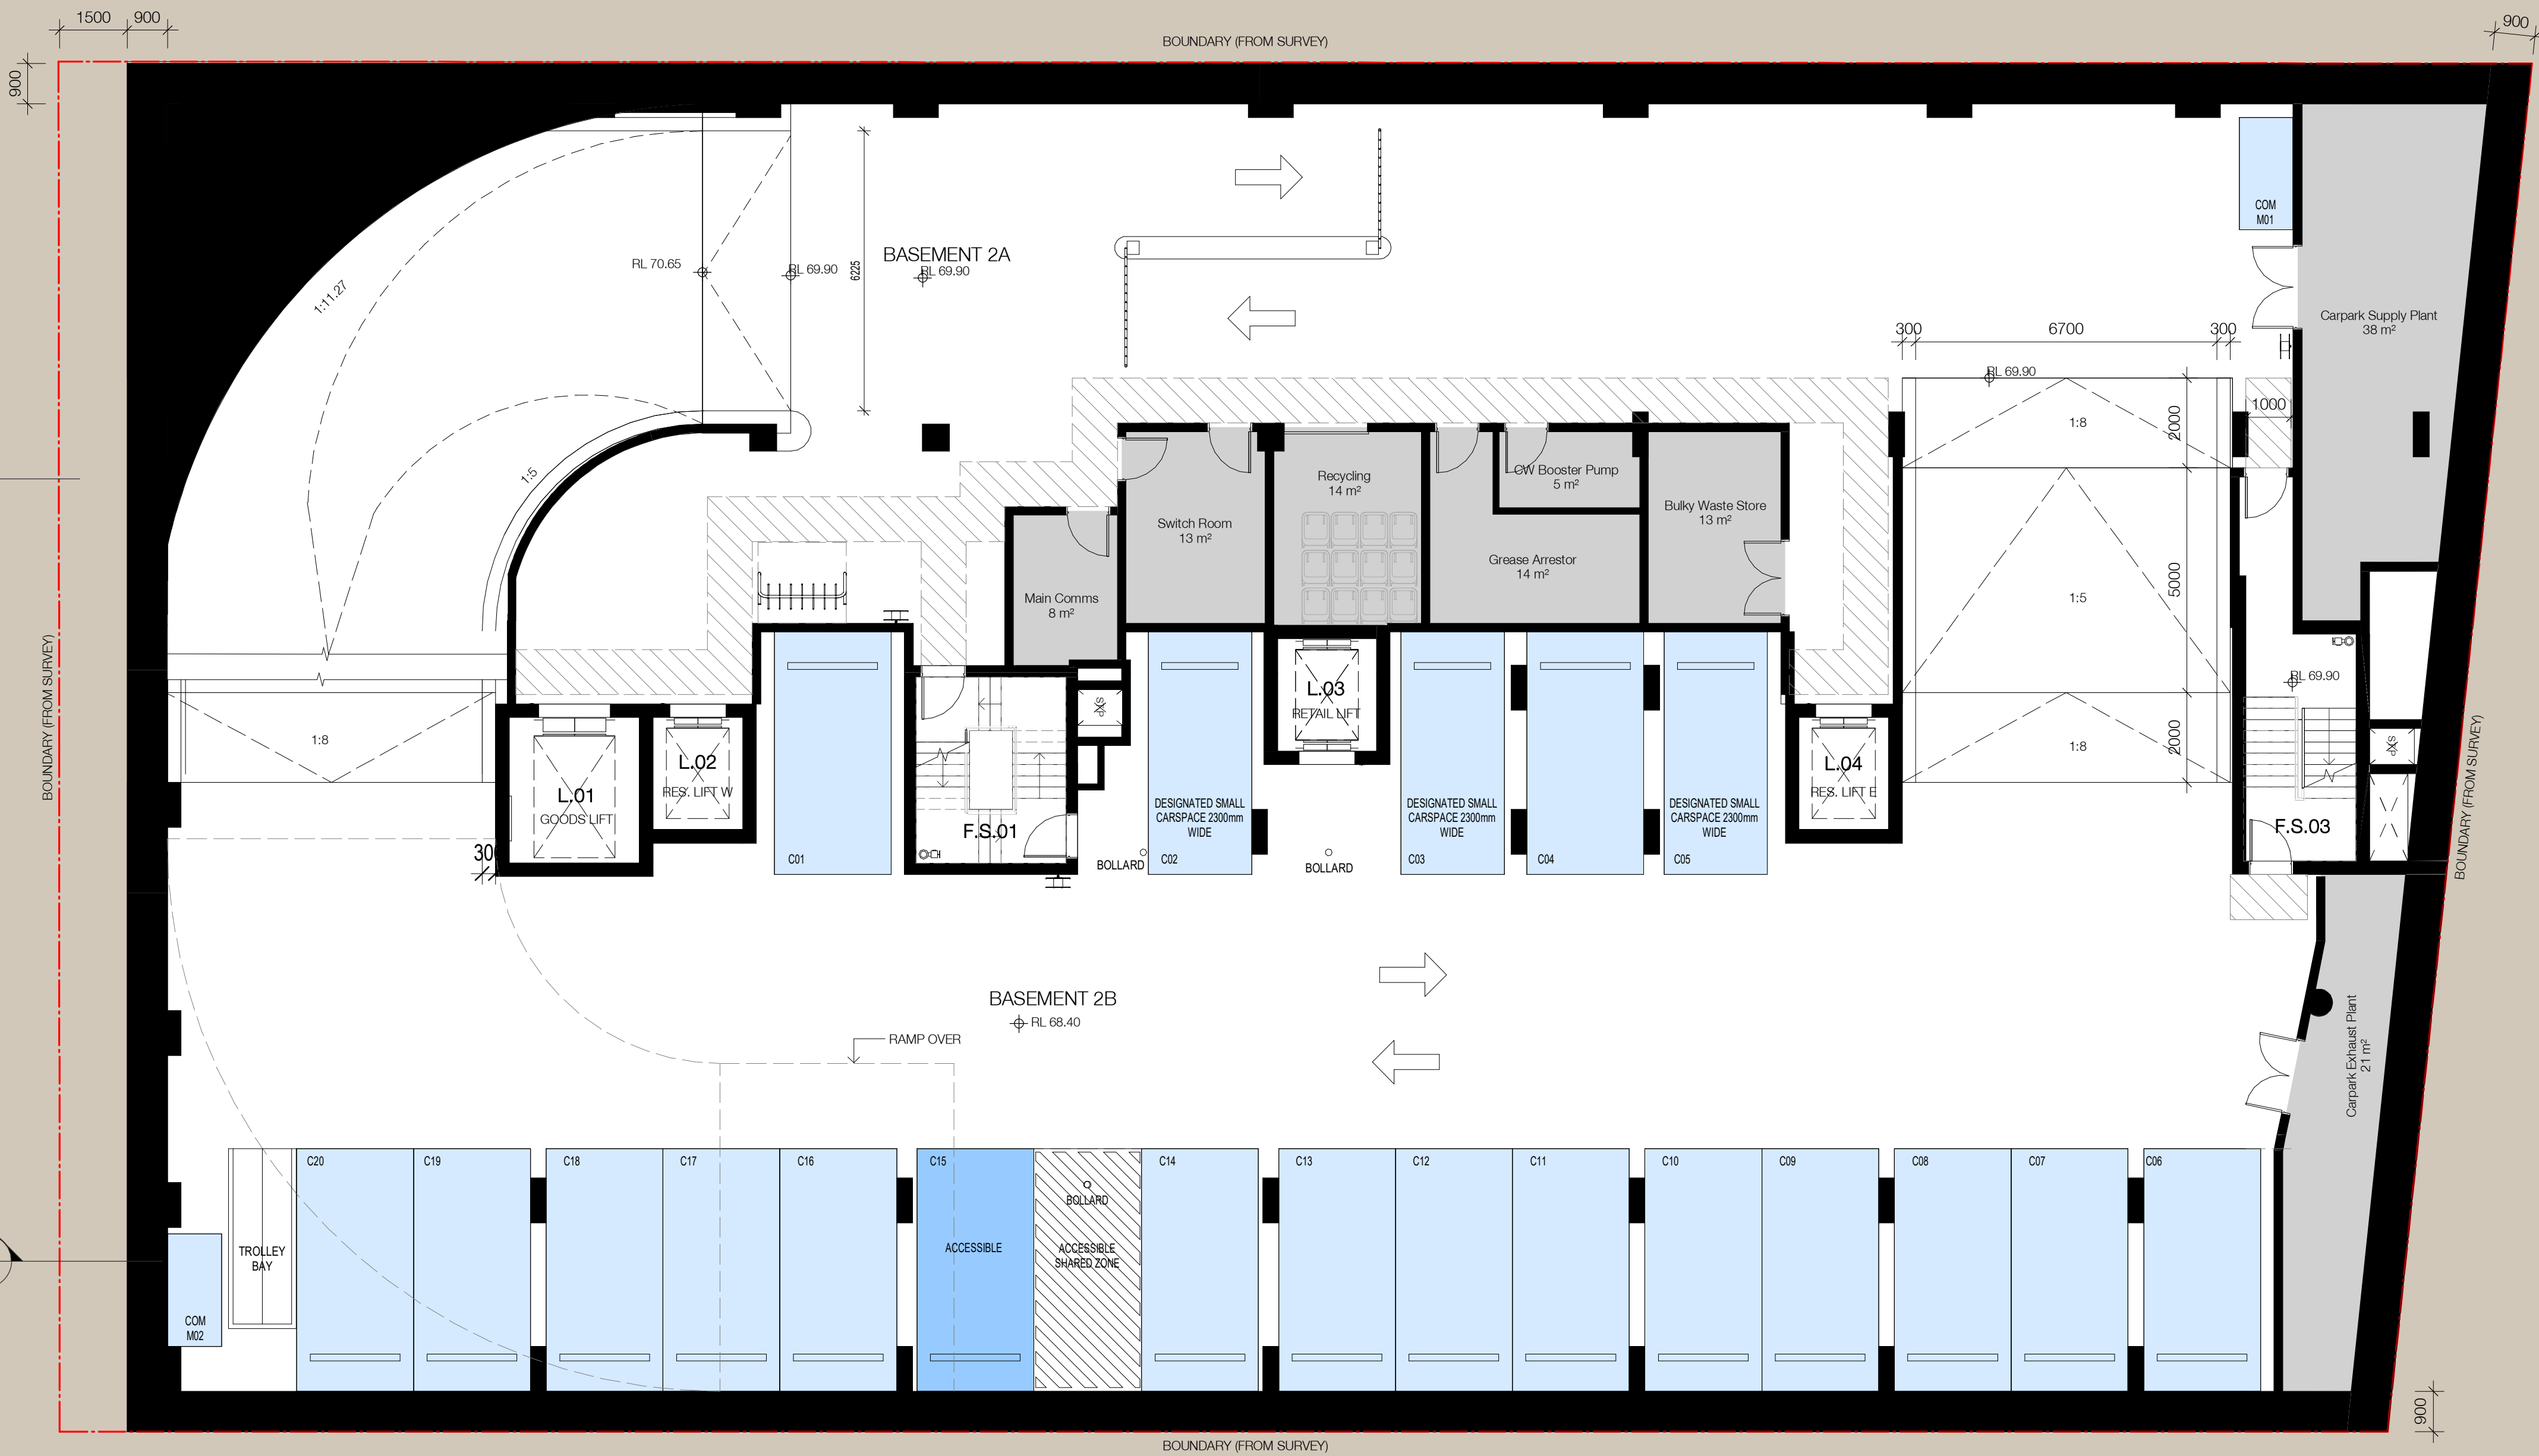 1500
900
BOUNDARY (FROM SURVEY)
900
900
COM
M01
BASEMENT 2A
RL 69.90
RL 70.65
RL 69.90
6225
1:11.27
Carpark Supply Plant
38 m²
300
6700
300
RL 69.90
1000
1:8
2000
1:5
Recycling
14 m²
CW Booster Pump
5 m²
Bulky Waste Store
13 m²
Switch Room
13 m²
Grease Arrestor
14 m²
Main Comms
8 m²
1:5
5000
BOUNDARY (FROM SURVEY)
RL 69.90
L.03
RETAIL LIFT
SXP
1:8
1:8
2000
SXP
L.02
RES. LIFT W
L.04
RES. LIFT E
L.01
GOODS LIFT
BOUNDARY (FROM SURVEY)
DESIGNATED SMALL
CARSPACE 2300mm
WIDE
DESIGNATED SMALL
CARSPACE 2300mm
WIDE
DESIGNATED SMALL
CARSPACE 2300mm
WIDE
F.S.01
F.S.03
30
C01
BOLLARD
C02
BOLLARD
C03
C04
C05
BASEMENT 2B
RL 68.40
RAMP OVER
Carpark Exhaust Plant
21 m²
C20
C19
C18
C17
C16
C15
C14
C13
C12
C11
C10
C09
C08
C07
C06
BOLLARD
TROLLEY
BAY
ACCESSIBLE
ACCESSIBLE
SHARED ZONE
COM
M02
900
BOUNDARY (FROM SURVEY)